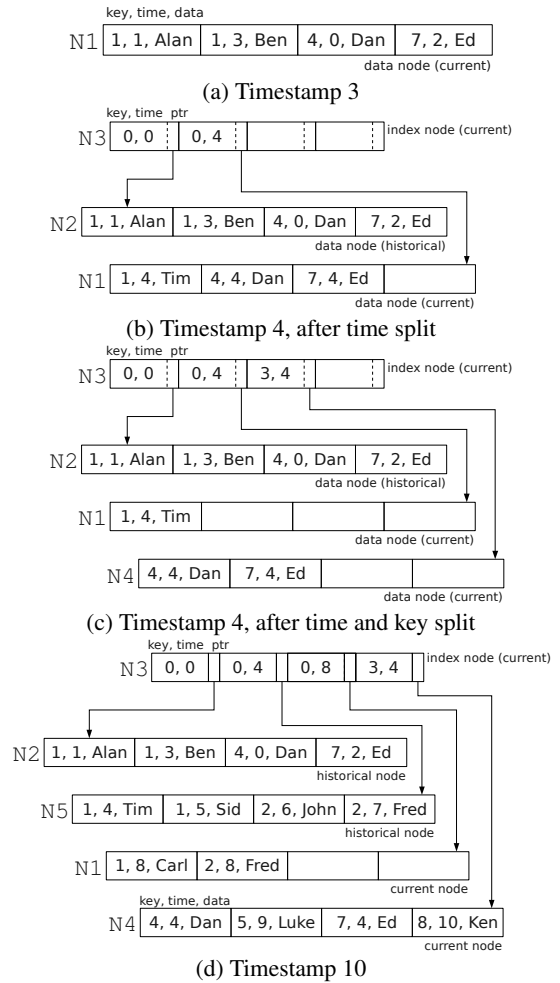 key, time, data
N1 1, 1, Alan 1, 3, Ben 4, 0, Dan 7, 2, Ed
data node (current)
(a) Timestamp 3
key, time ptr
N3 0, 0 0, 4 index node (current)
N2 1, 1, Alan 1, 3, Ben 4, 0, Dan 7, 2, Ed
data node (historical)
N1 1, 4, Tim 4, 4, Dan 7, 4, Ed
data node (current)
(b) Timestamp 4, after time split
key, time ptr
N3 0, 0 0, 4 3, 4 index node (current)
N2 1, 1, Alan 1, 3, Ben 4, 0, Dan 7, 2, Ed
data node (historical)
N1 1, 4, Tim
data node (current)
N4 4, 4, Dan 7, 4, Ed
data node (current)
(c) Timestamp 4, after time and key split
key, time ptr
N3 0, 0 0, 4 0, 8 3, 4 index node (current)
N2 1, 1, Alan 1, 3, Ben 4, 0, Dan 7, 2, Ed
historical node
N5 1, 4, Tim 1, 5, Sid 2, 6, John 2, 7, Fred
historical node
N1 1, 8, Carl 2, 8, Fred
current node
key, time, data
N4 4, 4, Dan 5, 9, Luke 7, 4, Ed 8, 10, Ken
current node
(d) Timestamp 10